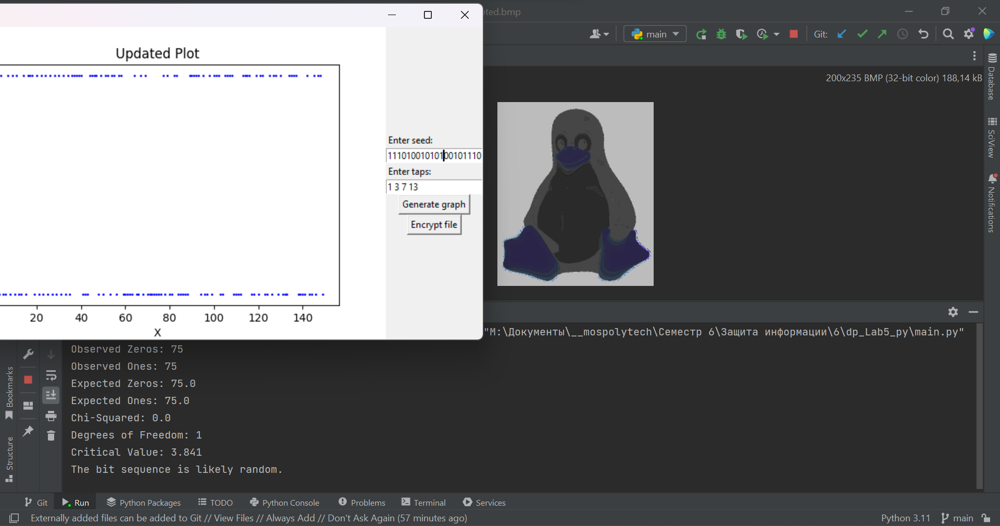 ted.bmp
main
Git:
200x235 BMP (32-bit color) 188,14 kB
Database
SciView
Notifications
Updated Plot
20 40 60 80 100 120 140
X
Enter seed:
11101001010100101110
Enter taps:
1 3 7 13
Generate graph
Encrypt file
"M:\Документы\__mospolytech\Семестр 6\Защита информации\6\dp_Lab5_py\main.py"
Observed Zeros: 75
Observed Ones: 75
Expected Zeros: 75.0
Expected Ones: 75.0
Chi-Squared: 0.0
Degrees of Freedom: 1
Critical Value: 3.841
The bit sequence is likely random.
Bookmarks
Structure
Git
Run
Python Packages
TODO
Python Console
Problems
Terminal
Services
Externally added files can be added to Git // View Files // Always Add // Don't Ask Again (57 minutes ago)
Python 3.11
main